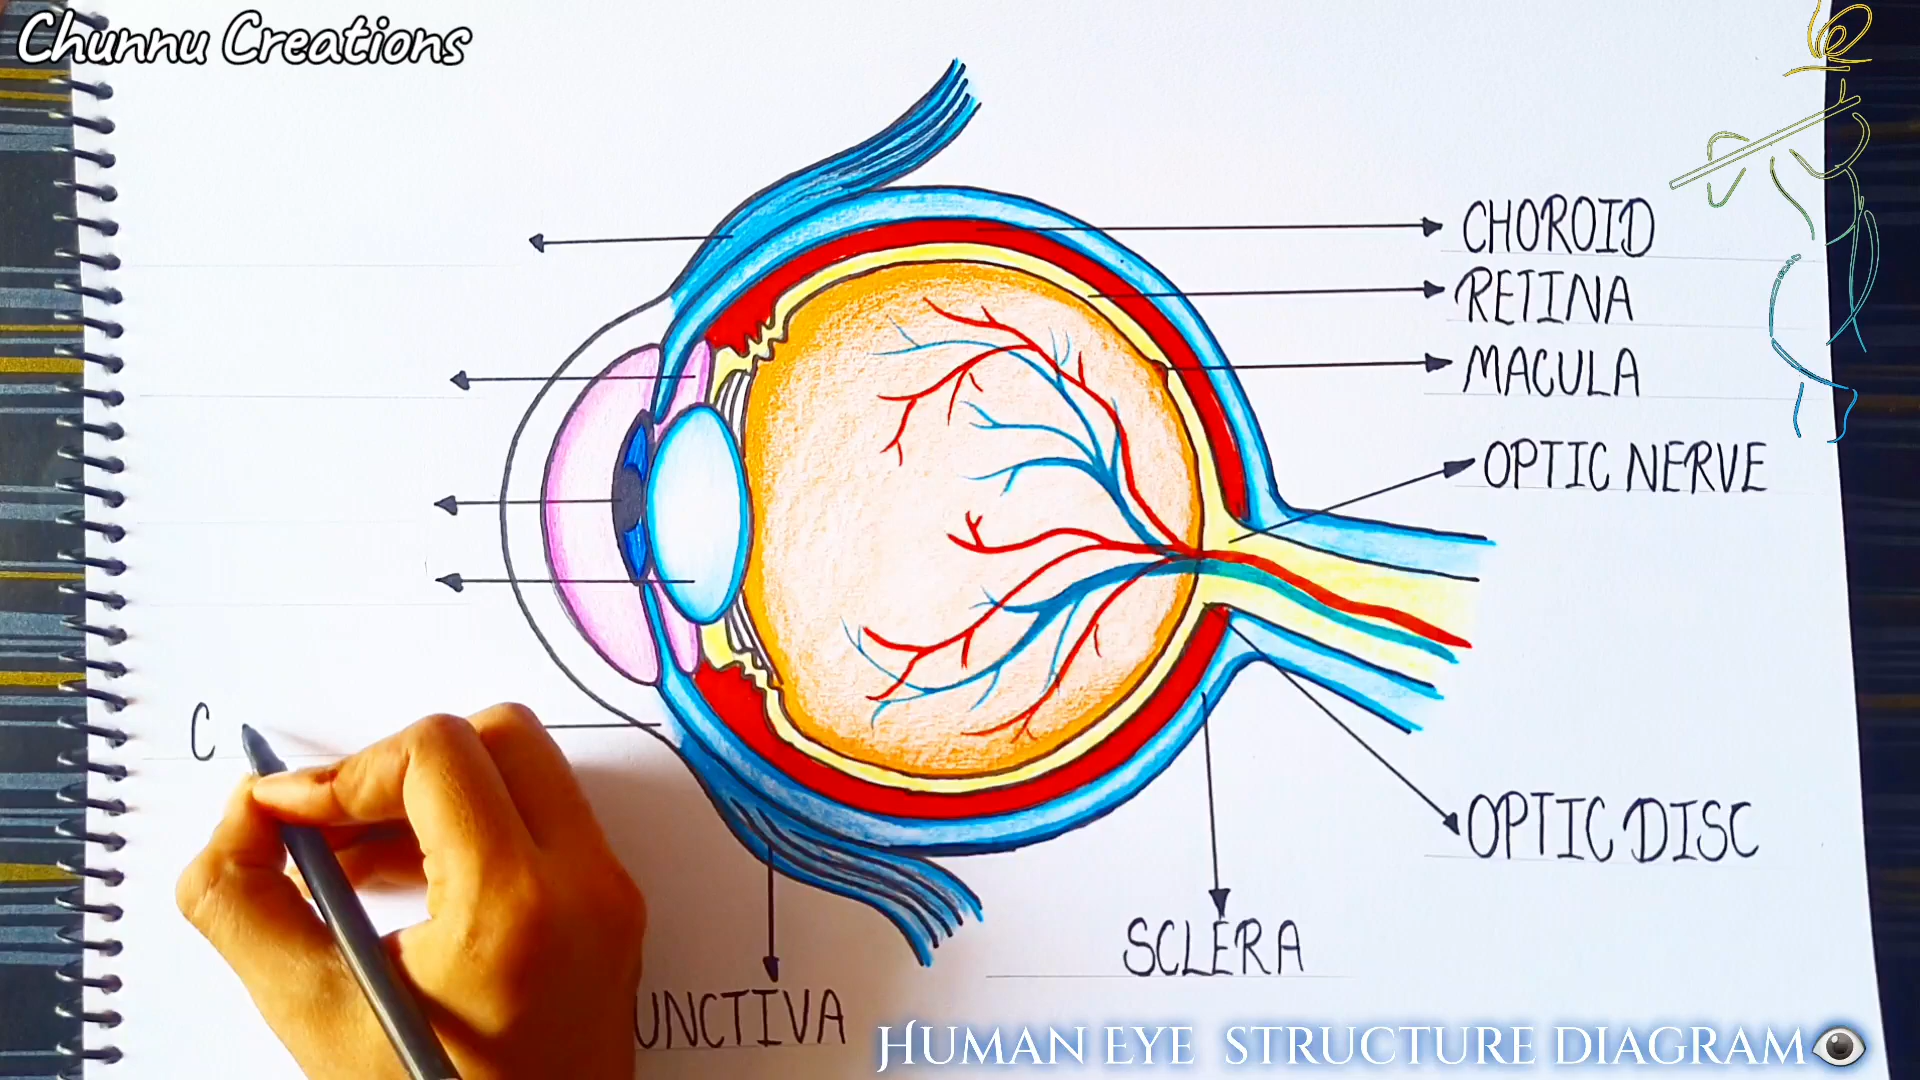 Chunnu Creations
CHOROID
RETINA
MACULA
OPTIC NERVE
C
OPTIC DISC
SCLERA
UNCTIVA
HUMAN EYE STRUCTURE DIAGRAM